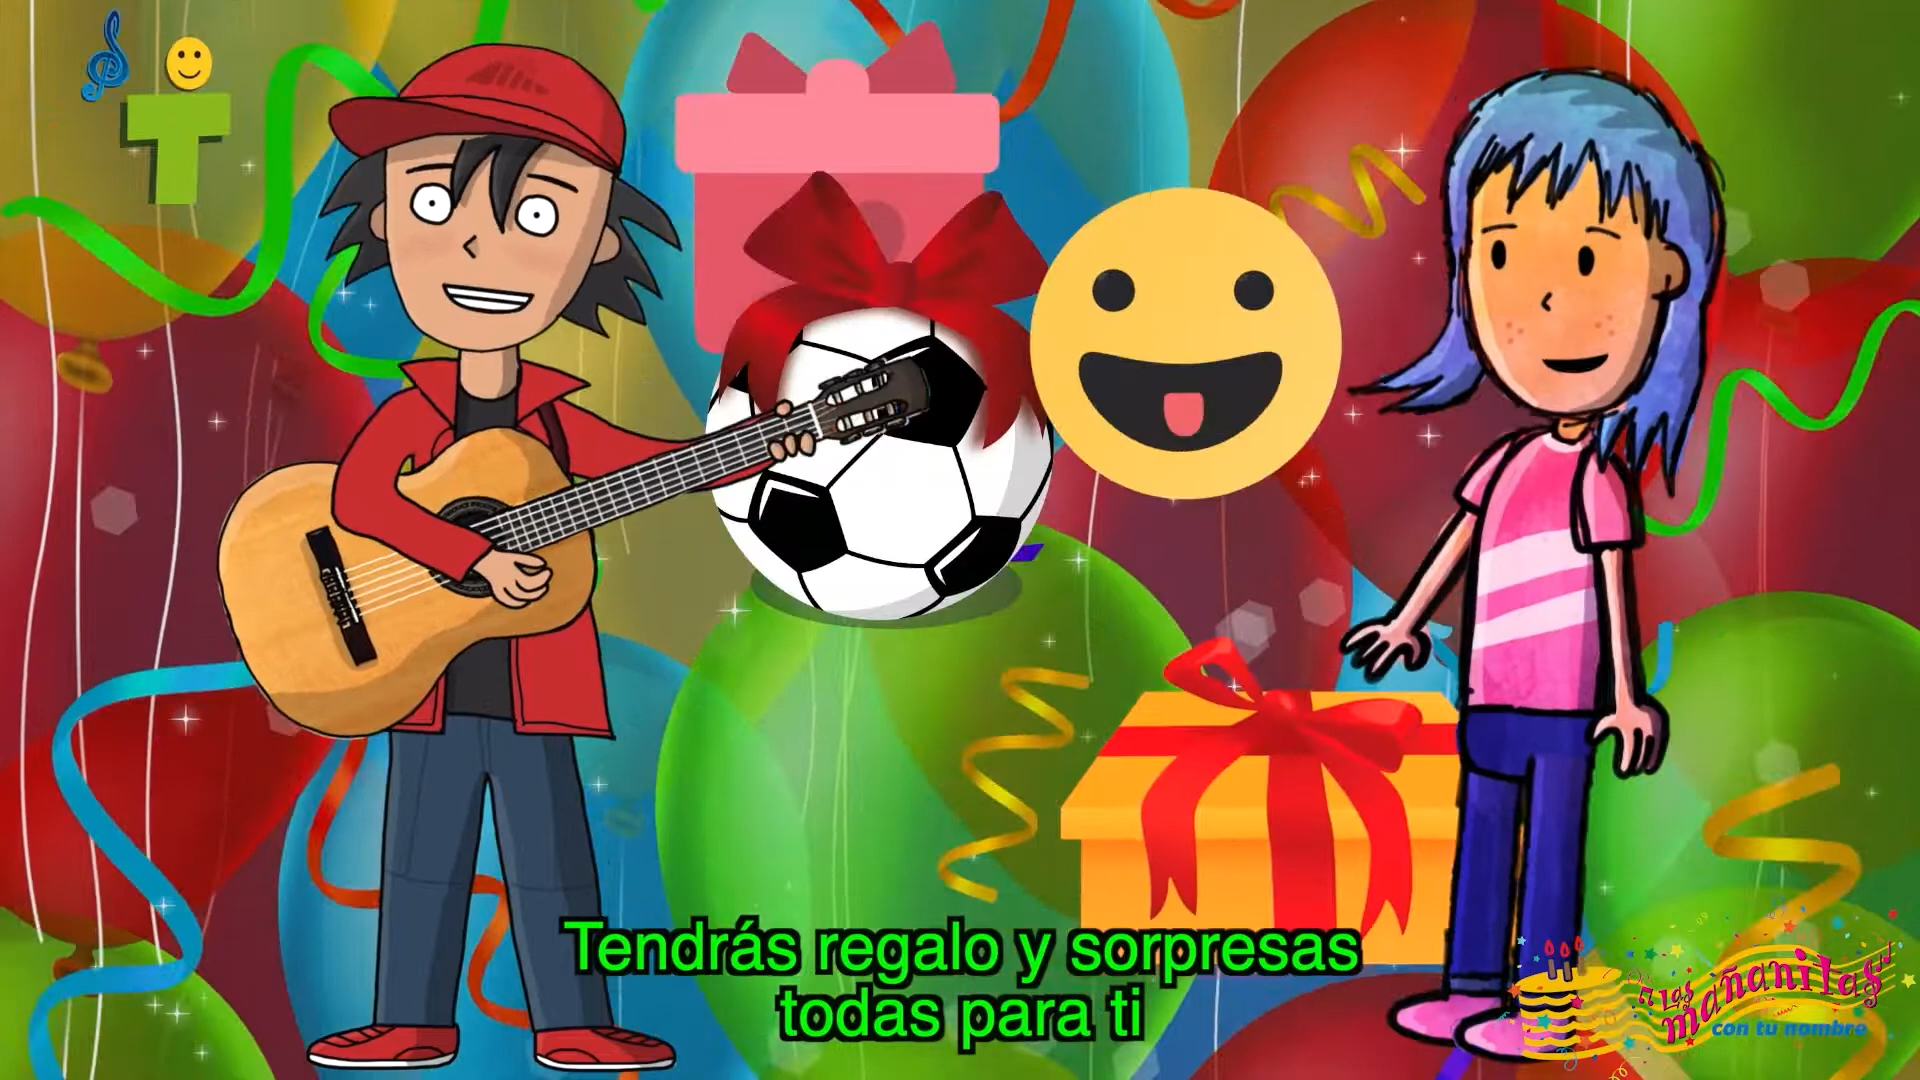 T
Tendrás regalo y sorpresas
todas para ti
Las
mañanitas
con tu nombre